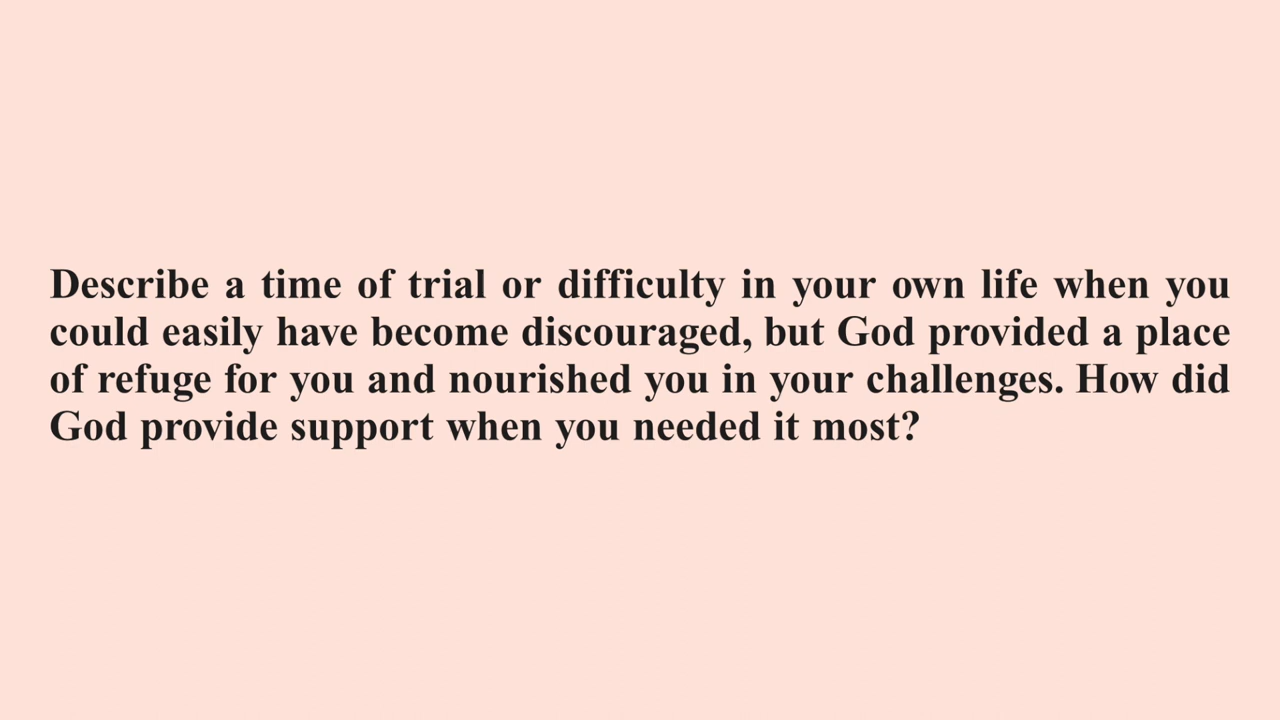 Describe a time of trial or difficulty in your own life when you
could easily have become discouraged, but God provided a place
of refuge for you and nourished you in your challenges. How did
God provide support when you needed it most?